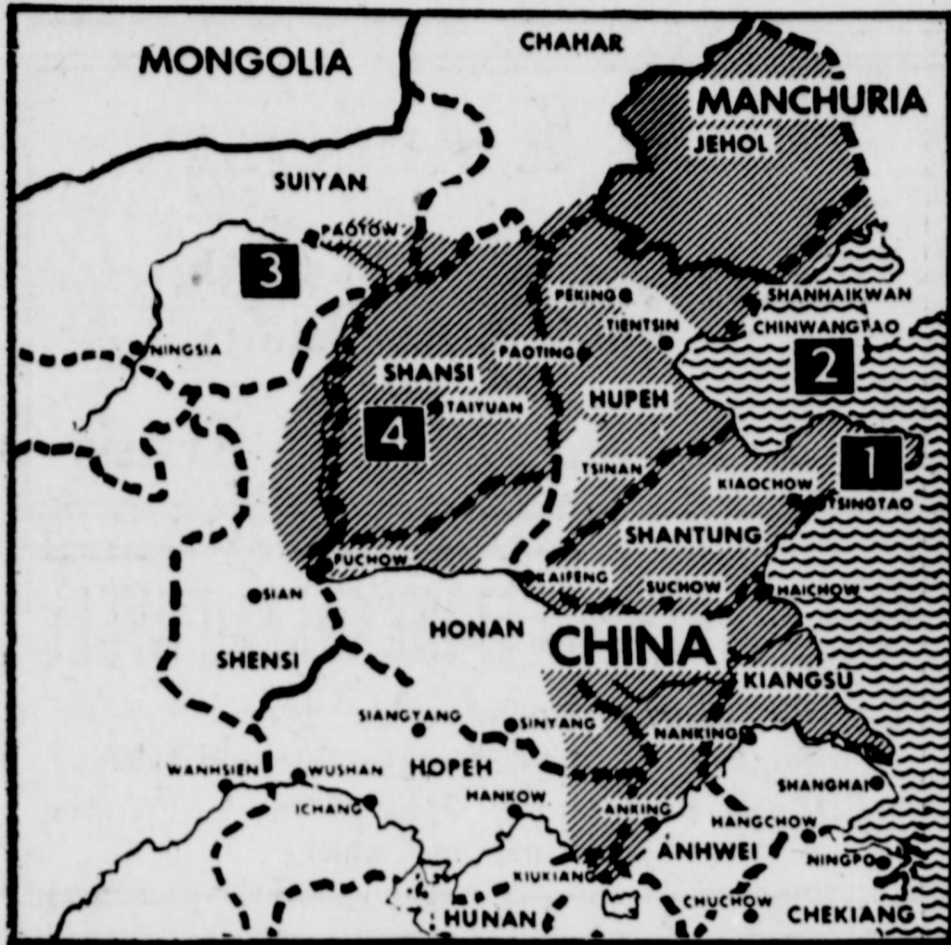 CHAHAR
MONGOLIA
MANCHURIA
JEHOL
SUIYAN
PAOTOW
3
PEKING
SHANHAIKWAN
TIENTSIN
CHINWANGTAO
NINGSIA
PAOTING
2
SHANSI
HUPEH
TAIYUAN
4
1
TSINAN
KIAOCHOW
TSINGTAO
SHANTUNG
PUCHOW
KAIFENG
SUCHOW
HAICHOW
SIAN
HONAN
CHINA
SHENSI
KIANGSU
SIANGYANG
SINYANG
NANKING
HOPEH
WANHSIEN
WUSHAN
SHANGHAI
ICHANG
HANKOW
ANKING
HANGCHOW
ANHWEI
NINGPO
KIUKIANG
CHUCHOW
HUNAN
CHEKIANG